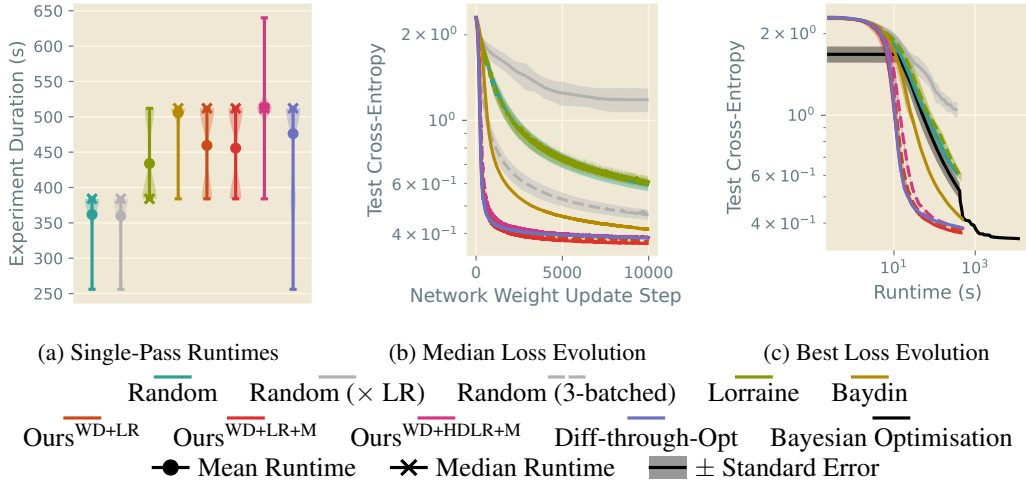 650
600
550
500
450
400
350
300
250
Experiment Duration (s)
(a) Single-Pass Runtimes
2 × 10⁰
10⁰
6 × 10⁻¹
4 × 10⁻¹
Test Cross-Entropy
0 5000 10000
Network Weight Update Step
(b) Median Loss Evolution
2 × 10⁰
10⁰
6 × 10⁻¹
4 × 10⁻¹
Test Cross-Entropy
10¹ 10³
Runtime (s)
(c) Best Loss Evolution
Random Random (× LR) Random (3-batched) Lorraine Baydin
Ours^WD+LR Ours^WD+LR+M Ours^WD+HDLR+M Diff-through-Opt Bayesian Optimisation
Mean Runtime Median Runtime ± Standard Error